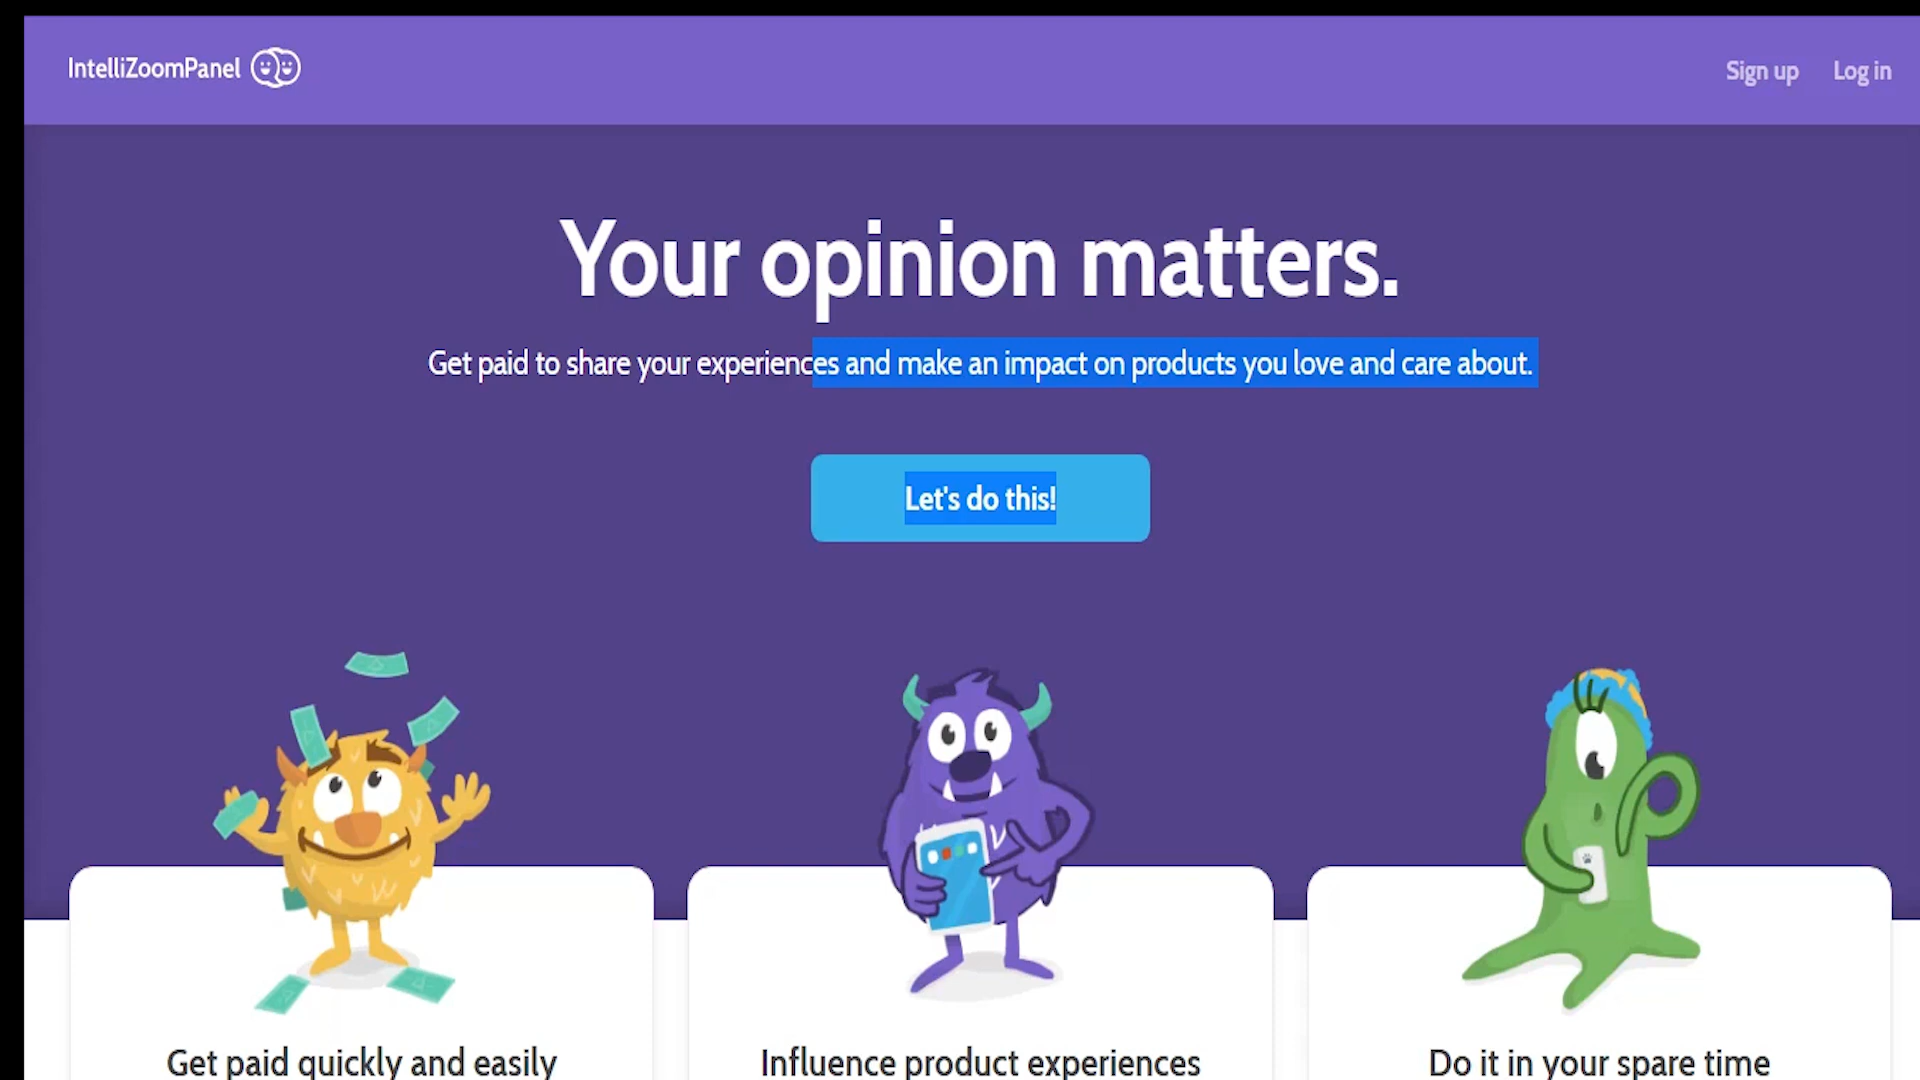 IntelliZoomPanel
Sign up
Log in
Your opinion matters.
Get paid to share your experiences and make an impact on products you love and care about.
Let's do this!
Get paid quickly and easily
Influence product experiences
Do it in your spare time